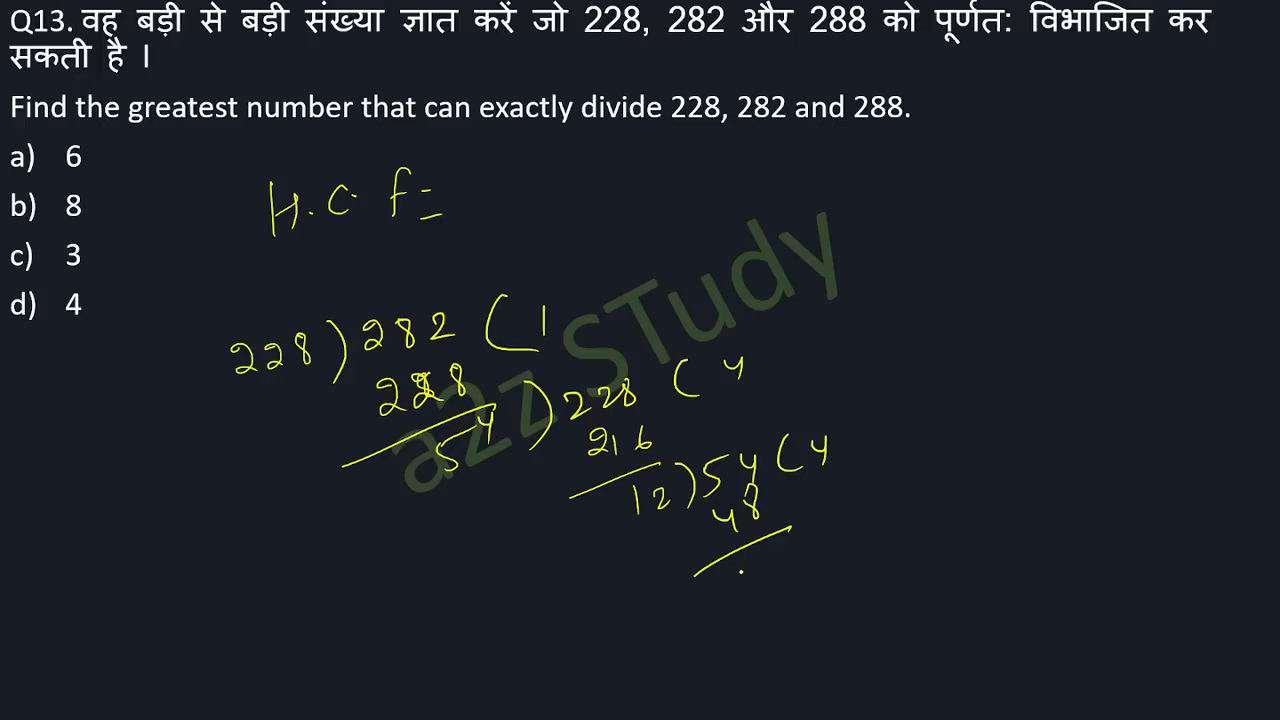 Q13. वह बड़ी से बड़ी संख्या ज्ञात करें जो 228, 282 और 288 को पूर्णत: विभाजित कर
सकती है ।
Find the greatest number that can exactly divide 228, 282 and 288.
a) 6
b) 8
c) 3
d) 4
H.C.f =
228 ) 282 ( 1
228
54 ) 228 ( 4
216
12 ) 54 ( 4
48
a2z STudy